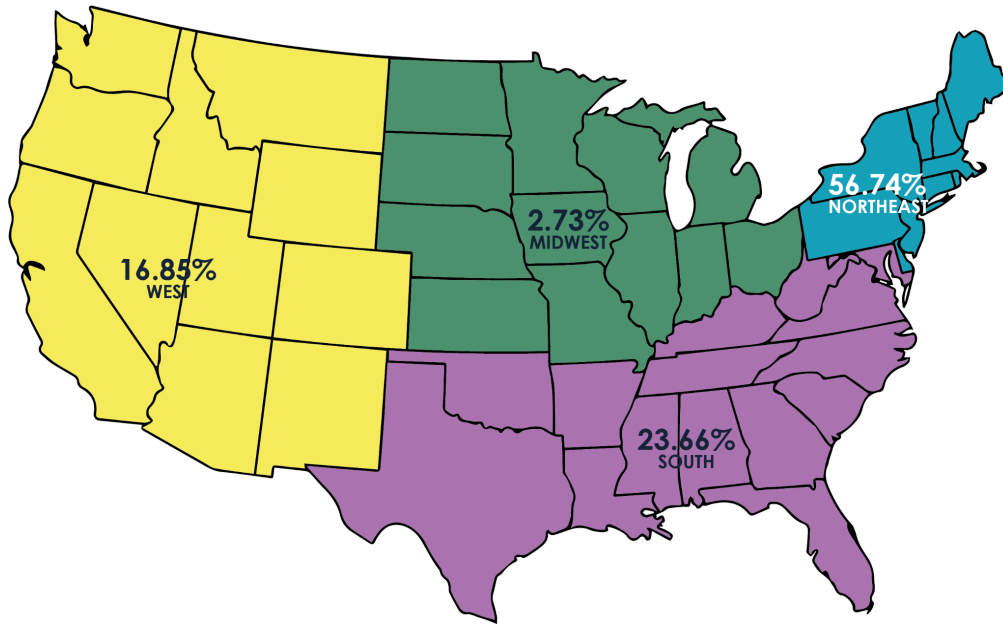 56.74%
NORTHEAST
2.73%
MIDWEST
16.85%
WEST
23.66%
SOUTH